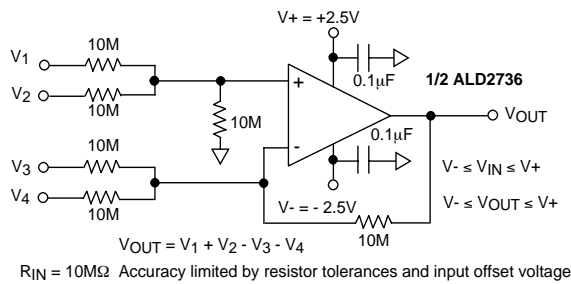 V+ = +2.5V
V1
10M
0.1µF
1/2 ALD2736
V2
10M
+
10M
VOUT
V3
10M
-
0.1µF
V- ≤ VIN ≤ V+
V4
10M
V- = - 2.5V
V- ≤ VOUT ≤ V+
10M
VOUT = V1 + V2 - V3 - V4
RIN = 10MΩ Accuracy limited by resistor tolerances and input offset voltage